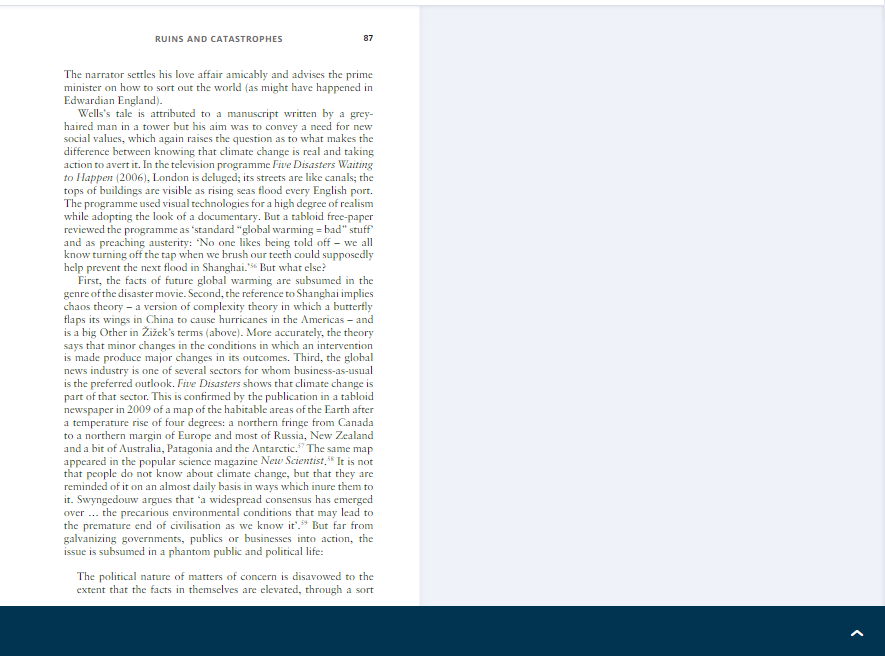 RUINS AND CATASTROPHES 87
The narrator settles his love affair amicably and advises the prime
minister on how to sort out the world (as might have happened in
Edwardian England).
Wells's tale is attributed to a manuscript written by a grey-
haired man in a tower but his aim was to convey a need for new
social values, which again raises the question as to what makes the
difference between knowing that climate change is real and taking
action to avert it. In the television programme Five Disasters Waiting
to Happen (2006), London is deluged; its streets are like canals; the
tops of buildings are visible as rising seas flood every English port.
The programme used visual technologies for a high degree of realism
while adopting the look of a documentary. But a tabloid free-paper
reviewed the programme as ‘standard “global warming = bad” stuff’
and as preaching austerity: ‘No one likes being told off – we all
know turning off the tap when we brush our teeth could supposedly
help prevent the next flood in Shanghai.’⁵⁶ But what else?
First, the facts of future global warming are subsumed in the
genre of the disaster movie. Second, the reference to Shanghai implies
chaos theory – a version of complexity theory in which a butterfly
flaps its wings in China to cause hurricanes in the Americas – and
is a big Other in Žižek’s terms (above). More accurately, the theory
says that minor changes in the conditions in which an intervention
is made produce major changes in its outcomes. Third, the global
news industry is one of several sectors for whom business-as-usual
is the preferred outlook. Five Disasters shows that climate change is
part of that sector. This is confirmed by the publication in a tabloid
newspaper in 2009 of a map of the habitable areas of the Earth after
a temperature rise of four degrees: a northern fringe from Canada
to a northern margin of Europe and most of Russia, New Zealand
and a bit of Australia, Patagonia and the Antarctic.⁵⁷ The same map
appeared in the popular science magazine New Scientist.⁵⁸ It is not
that people do not know about climate change, but that they are
reminded of it on an almost daily basis in ways which inure them to
it. Swyngedouw argues that ‘a widespread consensus has emerged
over … the precarious environmental conditions that may lead to
the premature end of civilisation as we know it’.⁵⁹ But far from
galvanizing governments, publics or businesses into action, the
issue is subsumed in a phantom public and political life:
The political nature of matters of concern is disavowed to the
extent that the facts in themselves are elevated, through a sort